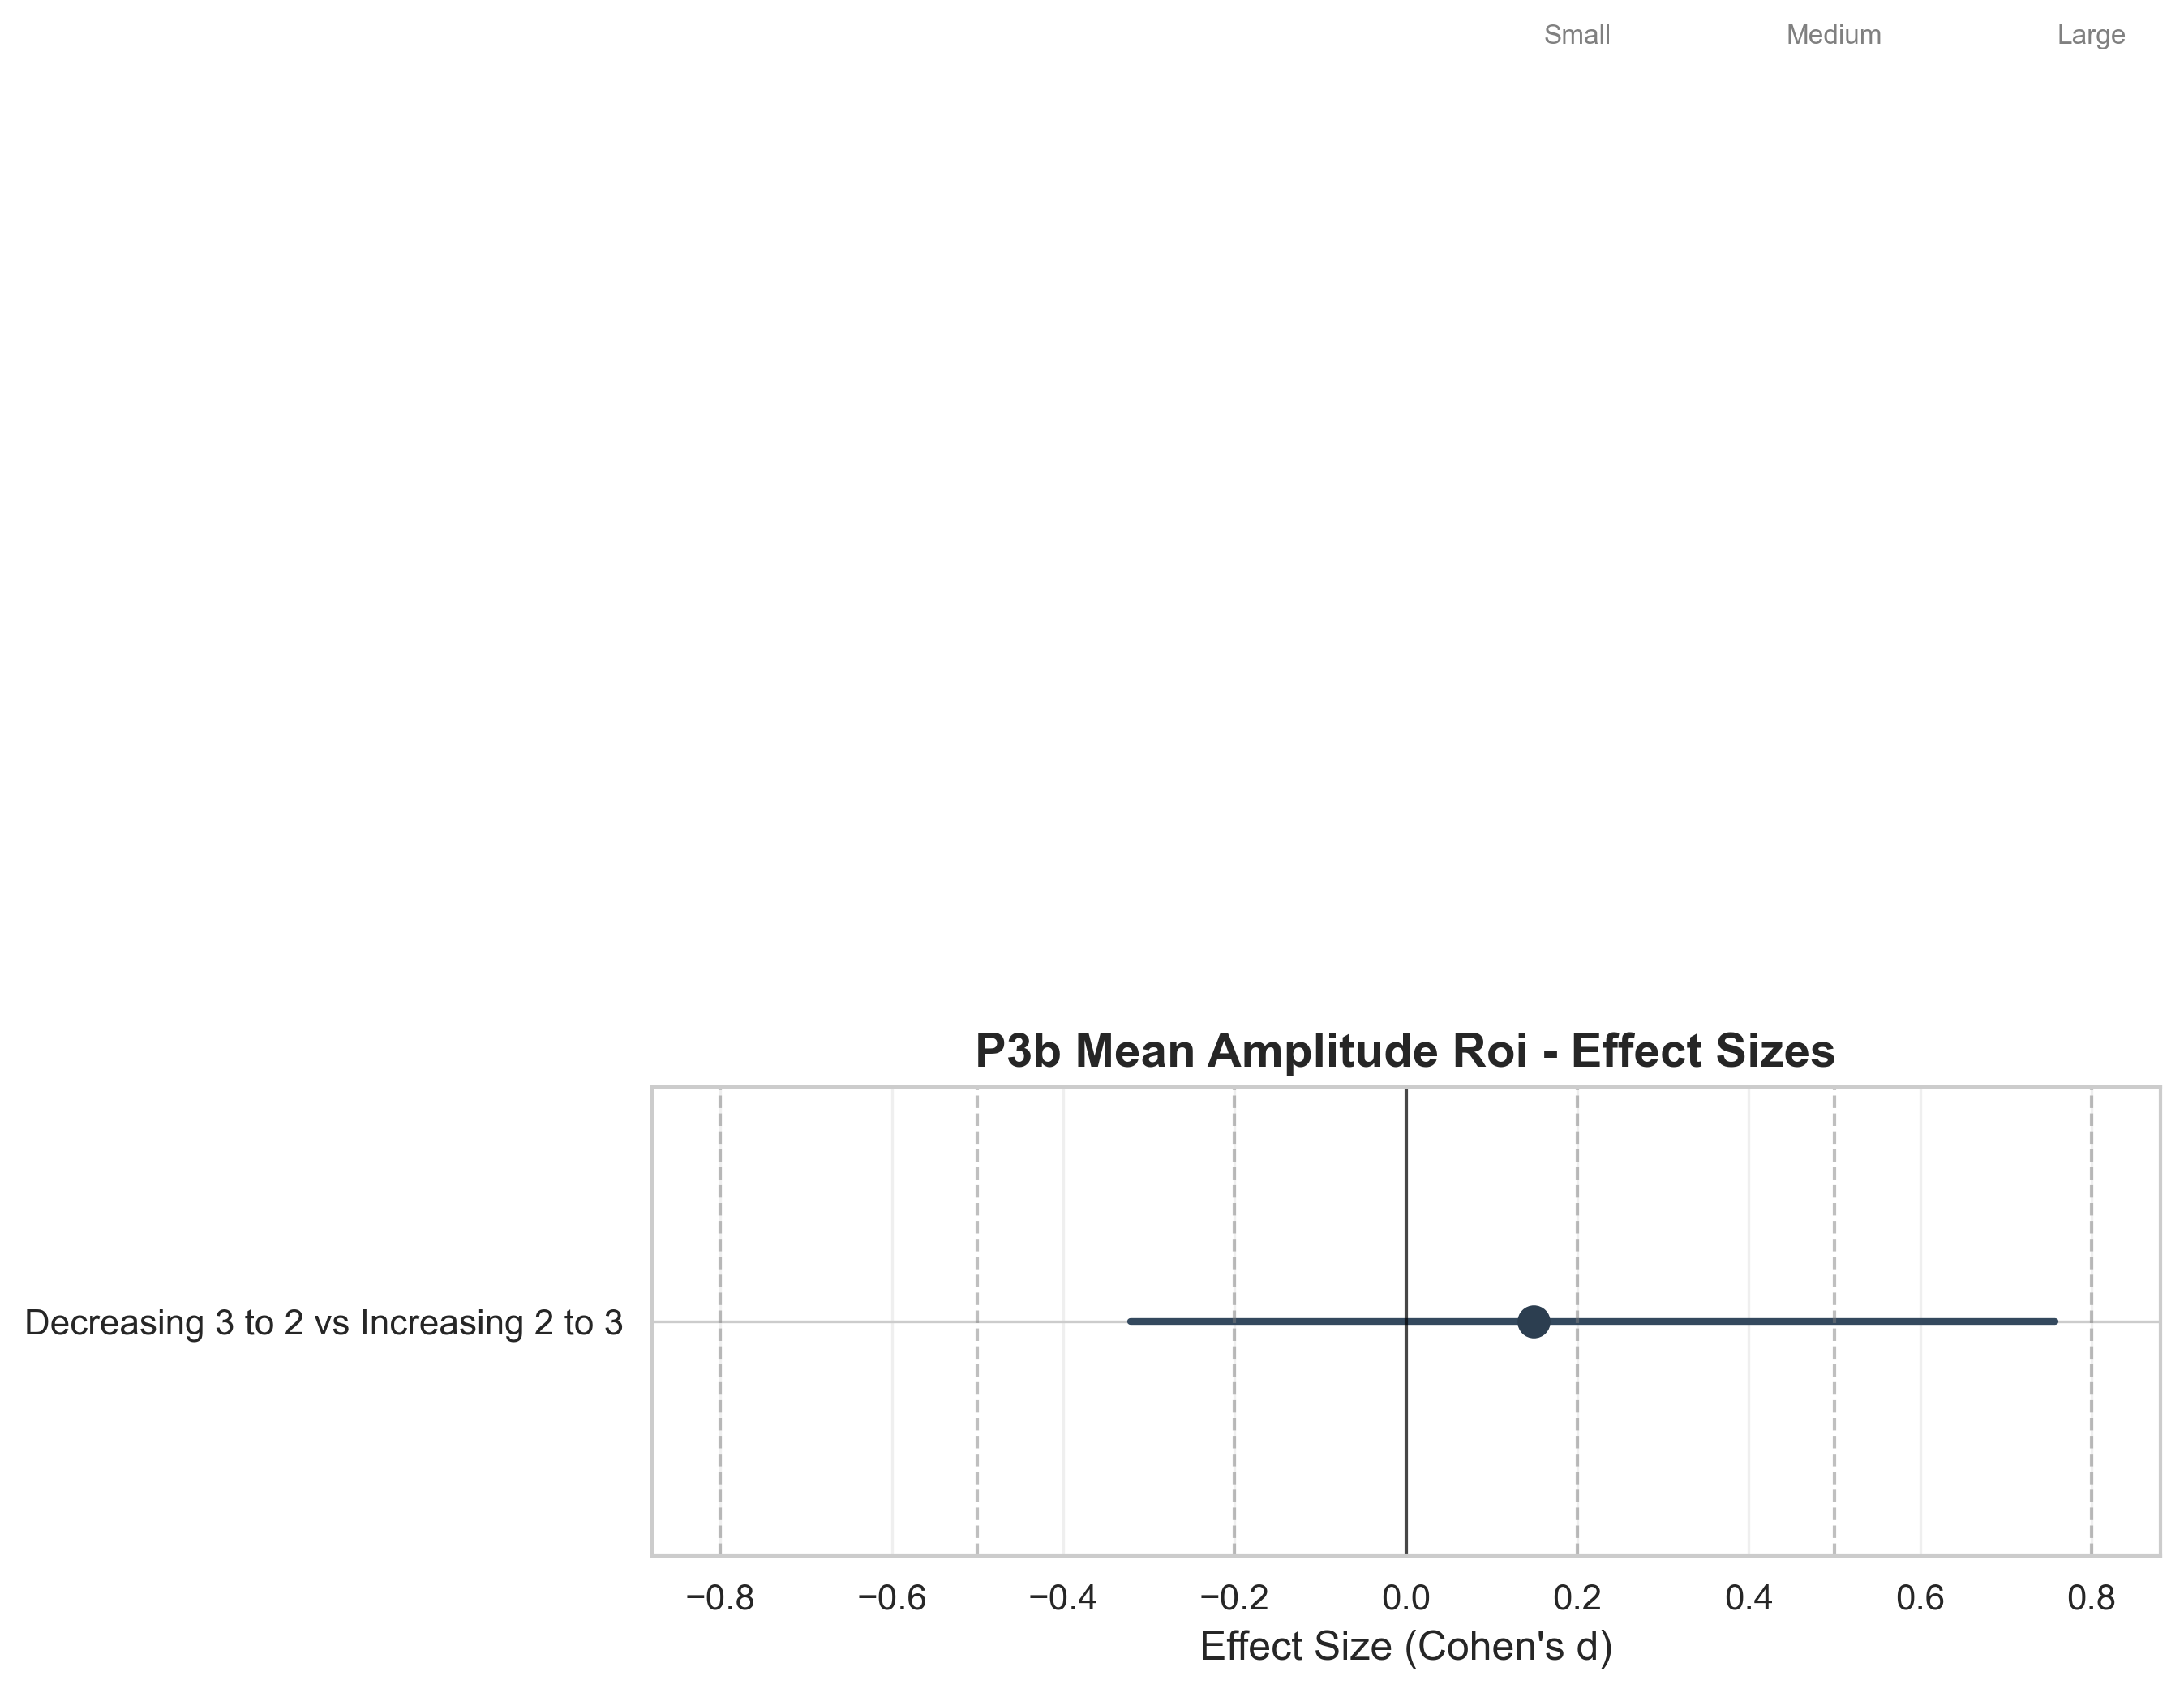 Small Medium Large
P3b Mean Amplitude Roi - Effect Sizes
Decreasing 3 to 2 vs Increasing 2 to 3
−0.8 −0.6 −0.4 −0.2 0.0 0.2 0.4 0.6 0.8
Effect Size (Cohen's d)